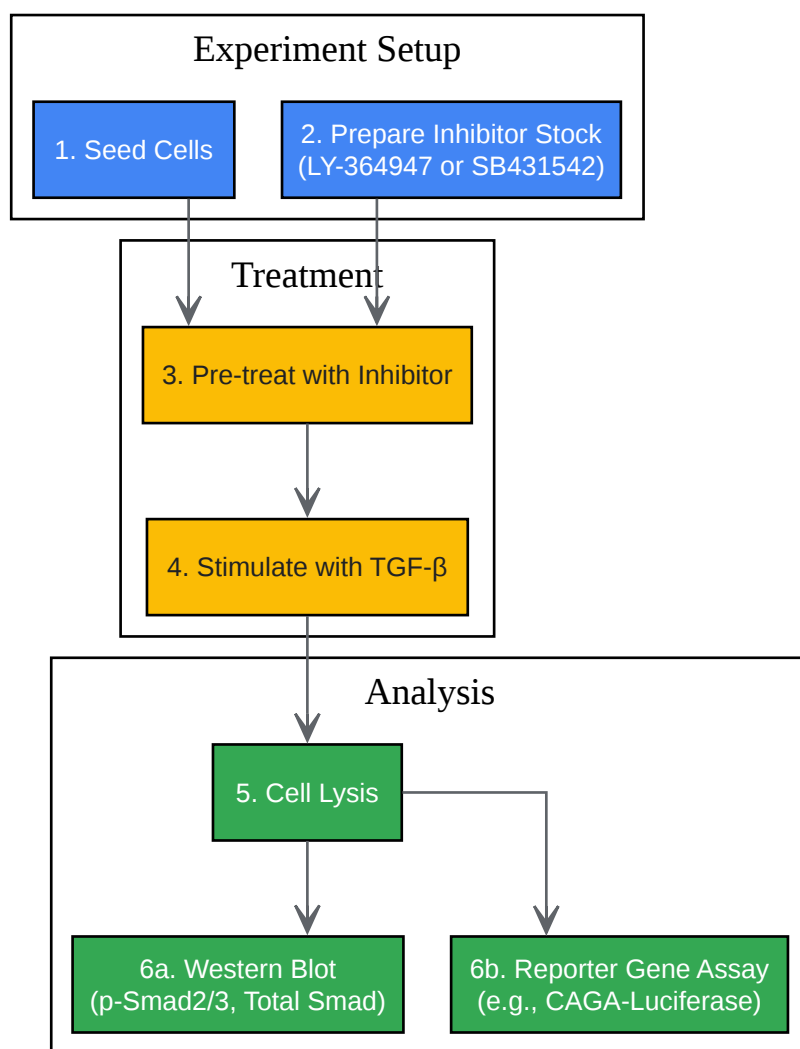 Experiment Setup
1. Seed Cells
2. Prepare Inhibitor Stock
(LY-364947 or SB431542)
Treatment
3. Pre-treat with Inhibitor
4. Stimulate with TGF-β
Analysis
5. Cell Lysis
6a. Western Blot
(p-Smad2/3, Total Smad)
6b. Reporter Gene Assay
(e.g., CAGA-Luciferase)